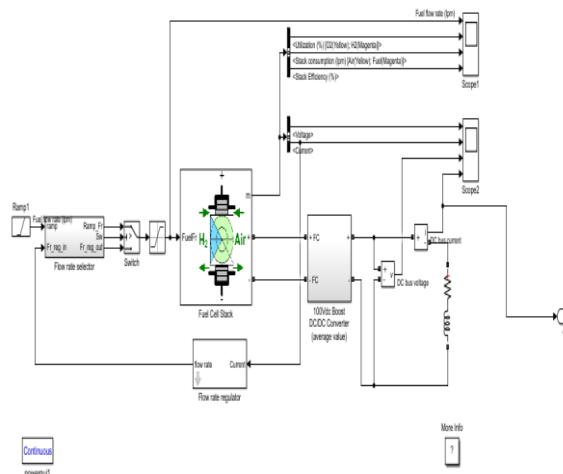 Fuel flow rate (lpm)
<Utilization (%) [O2(Yellow); H2(Magenta)]>
<Stack consumption (lpm) [Air(Yellow); Fuel(Magenta)]>
<Stack Efficiency (%)>
Scope1
<Voltage>
<Current>
Scope2
Ramp1
Fuel flow rate (lpm)
ramp
Ramp_Fr
Sw
Fr_reg_in
Fr_reg_out
Flow rate selector
Switch
FuelFr
m
H2
Air
+
-
Fuel Cell Stack
+ FC
- FC
+
-
100Vdc Boost
DC/DC Converter
(average value)
+
i
-
DC bus current
+
-
v
DC bus voltage
flow rate
Current
Flow rate regulator
More Info
?
Continuous
powergui1